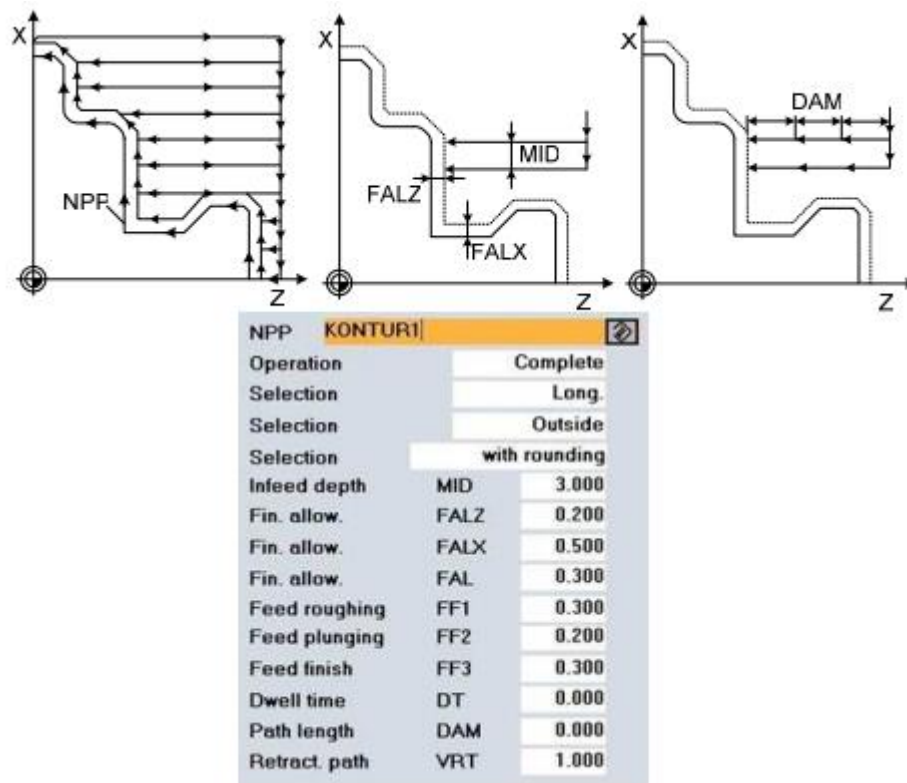 X
NPP
Z
X
MID
FALZ
FALX
Z
X
DAM
Z
NPP KONTUR1
Operation Complete
Selection Long.
Selection Outside
Selection with rounding
Infeed depth MID 3.000
Fin. allow. FALZ 0.200
Fin. allow. FALX 0.500
Fin. allow. FAL 0.300
Feed roughing FF1 0.300
Feed plunging FF2 0.200
Feed finish FF3 0.300
Dwell time DT 0.000
Path length DAM 0.000
Retract. path VRT 1.000